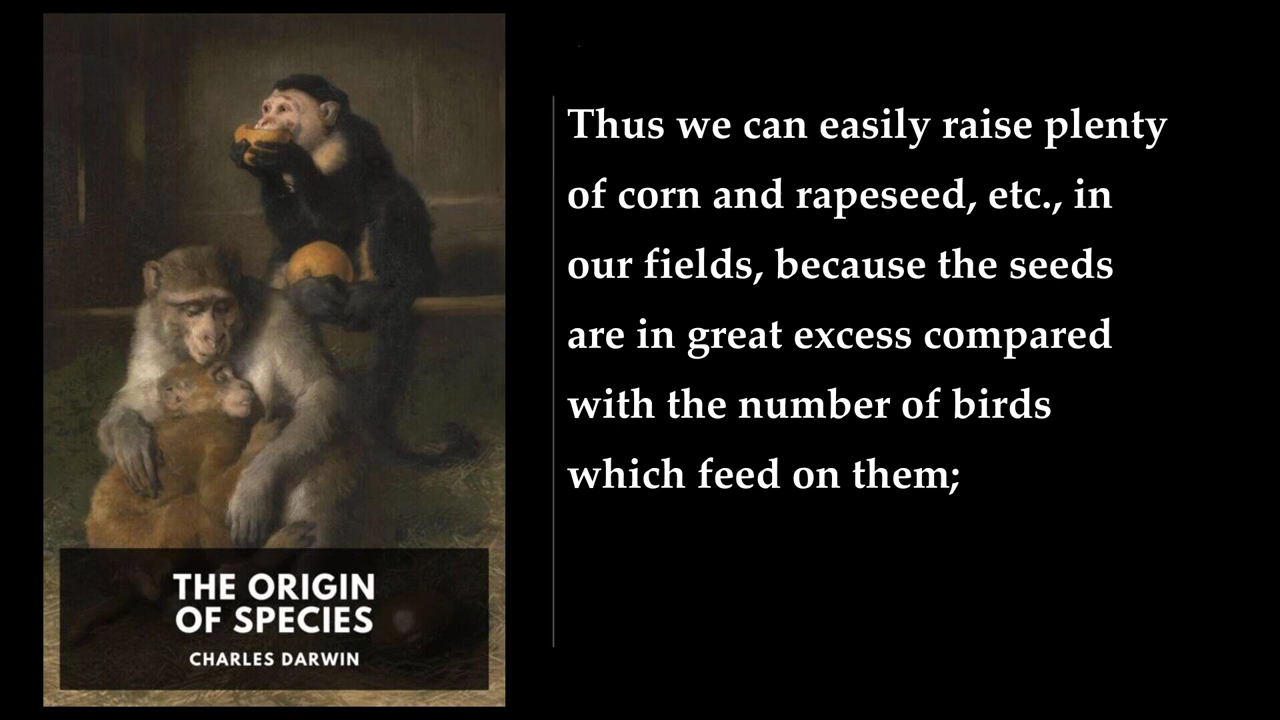 Thus we can easily raise plenty
of corn and rapeseed, etc., in
our fields, because the seeds
are in great excess compared
with the number of birds
which feed on them;
THE ORIGIN
OF SPECIES
CHARLES DARWIN